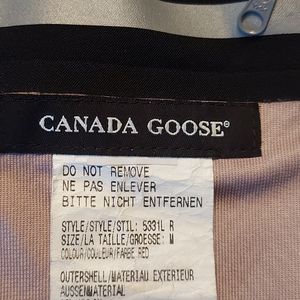 CANADA GOOSE®
DO NOT REMOVE
NE PAS ENLEVER
BITTE NICHT ENTFERNEN
STYLE/STYLE/STIL: 5331L R
SIZE/LA TAILLE/GROESSE: M
COLOUR/COULEUR/FARBE RED
OUTERSHELL/MATERIAU EXTERIEUR
AUSSENMATERIAL